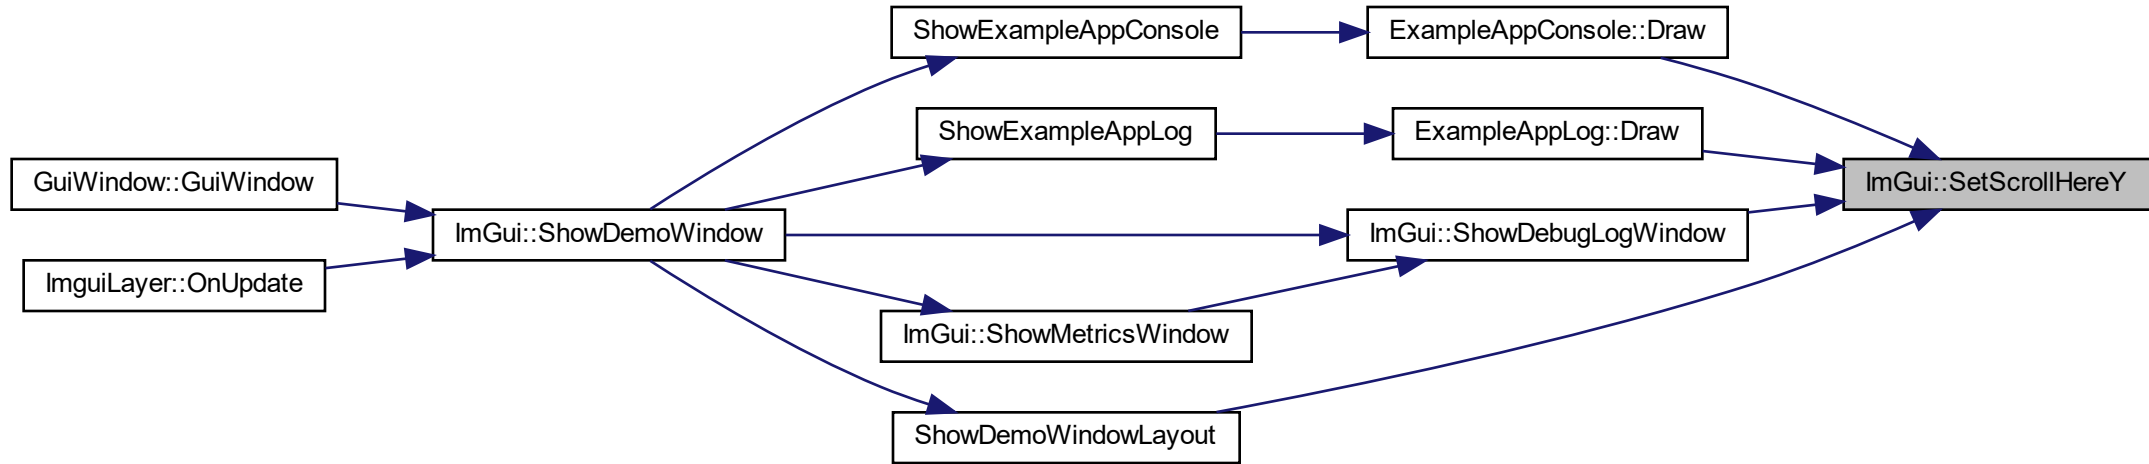 ShowExampleAppConsole
ExampleAppConsole::Draw
ShowExampleAppLog
ExampleAppLog::Draw
GuiWindow::GuiWindow
ImGui::SetScrollHereY
ImGui::ShowDemoWindow
ImGui::ShowDebugLogWindow
ImguiLayer::OnUpdate
ImGui::ShowMetricsWindow
ShowDemoWindowLayout